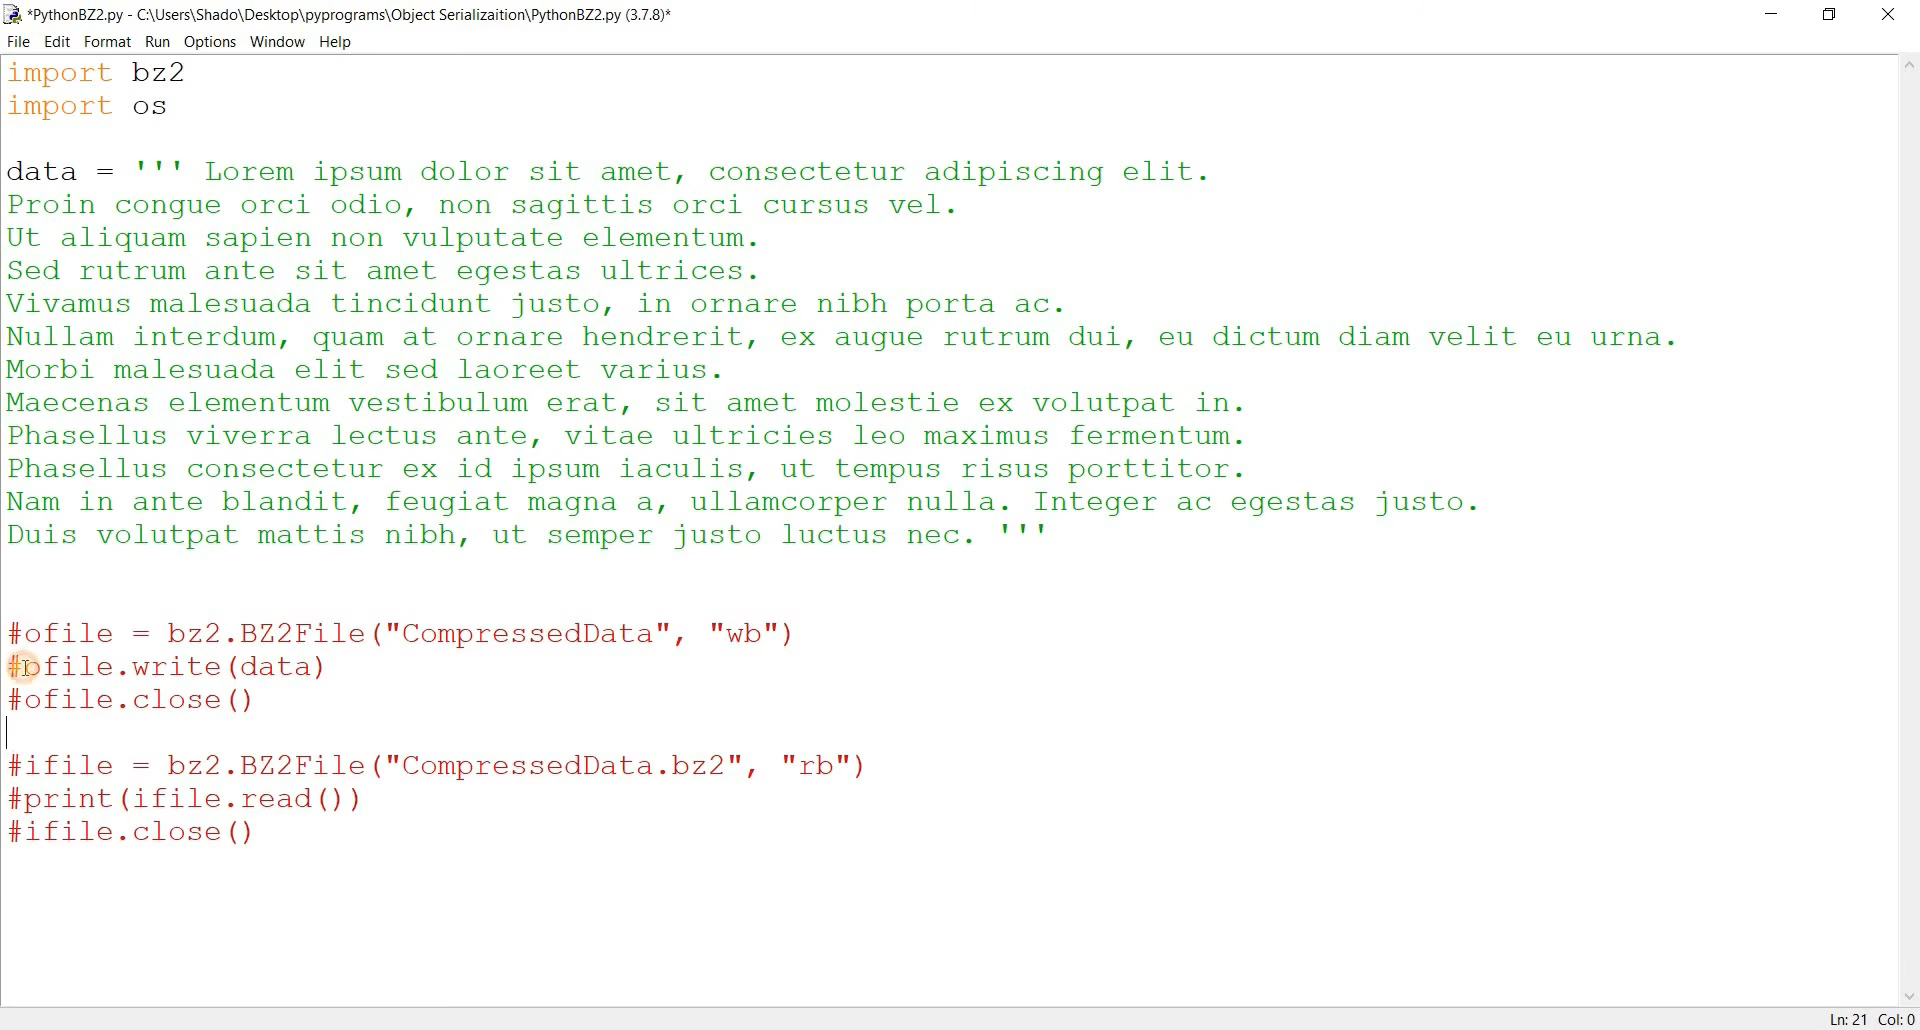 *PythonBZ2.py - C:\Users\Shado\Desktop\pyprograms\Object Serializaition\PythonBZ2.py (3.7.8)*
File Edit Format Run Options Window Help
import bz2
import os
data = ''' Lorem ipsum dolor sit amet, consectetur adipiscing elit.
Proin congue orci odio, non sagittis orci cursus vel.
Ut aliquam sapien non vulputate elementum.
Sed rutrum ante sit amet egestas ultrices.
Vivamus malesuada tincidunt justo, in ornare nibh porta ac.
Nullam interdum, quam at ornare hendrerit, ex augue rutrum dui, eu dictum diam velit eu urna.
Morbi malesuada elit sed laoreet varius.
Maecenas elementum vestibulum erat, sit amet molestie ex volutpat in.
Phasellus viverra lectus ante, vitae ultricies leo maximus fermentum.
Phasellus consectetur ex id ipsum iaculis, ut tempus risus porttitor.
Nam in ante blandit, feugiat magna a, ullamcorper nulla. Integer ac egestas justo.
Duis volutpat mattis nibh, ut semper justo luctus nec. '''
#ofile = bz2.BZ2File("CompressedData", "wb")
#ofile.write(data)
#ofile.close()
#ifile = bz2.BZ2File("CompressedData.bz2", "rb")
#print(ifile.read())
#ifile.close()
Ln: 21 Col: 0